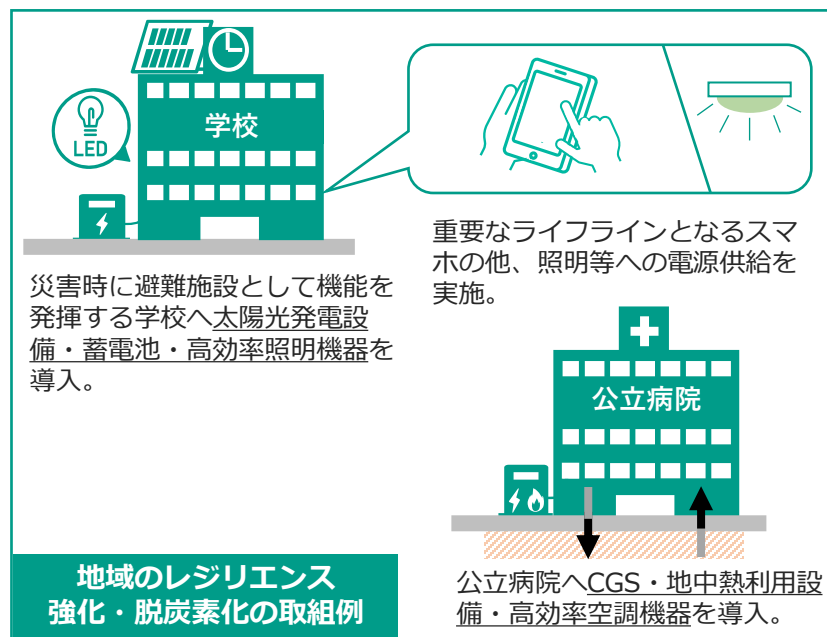 学校
LED
災害時に避難施設として機能を
発揮する学校へ太陽光発電設
備・蓄電池・高効率照明機器を
導入。
重要なライフラインとなるスマ
ホの他、照明等への電源供給を
実施。
公立病院
公立病院へCGS・地中熱利用設
備・高効率空調機器を導入。
地域のレジリエンス
強化・脱炭素化の取組例